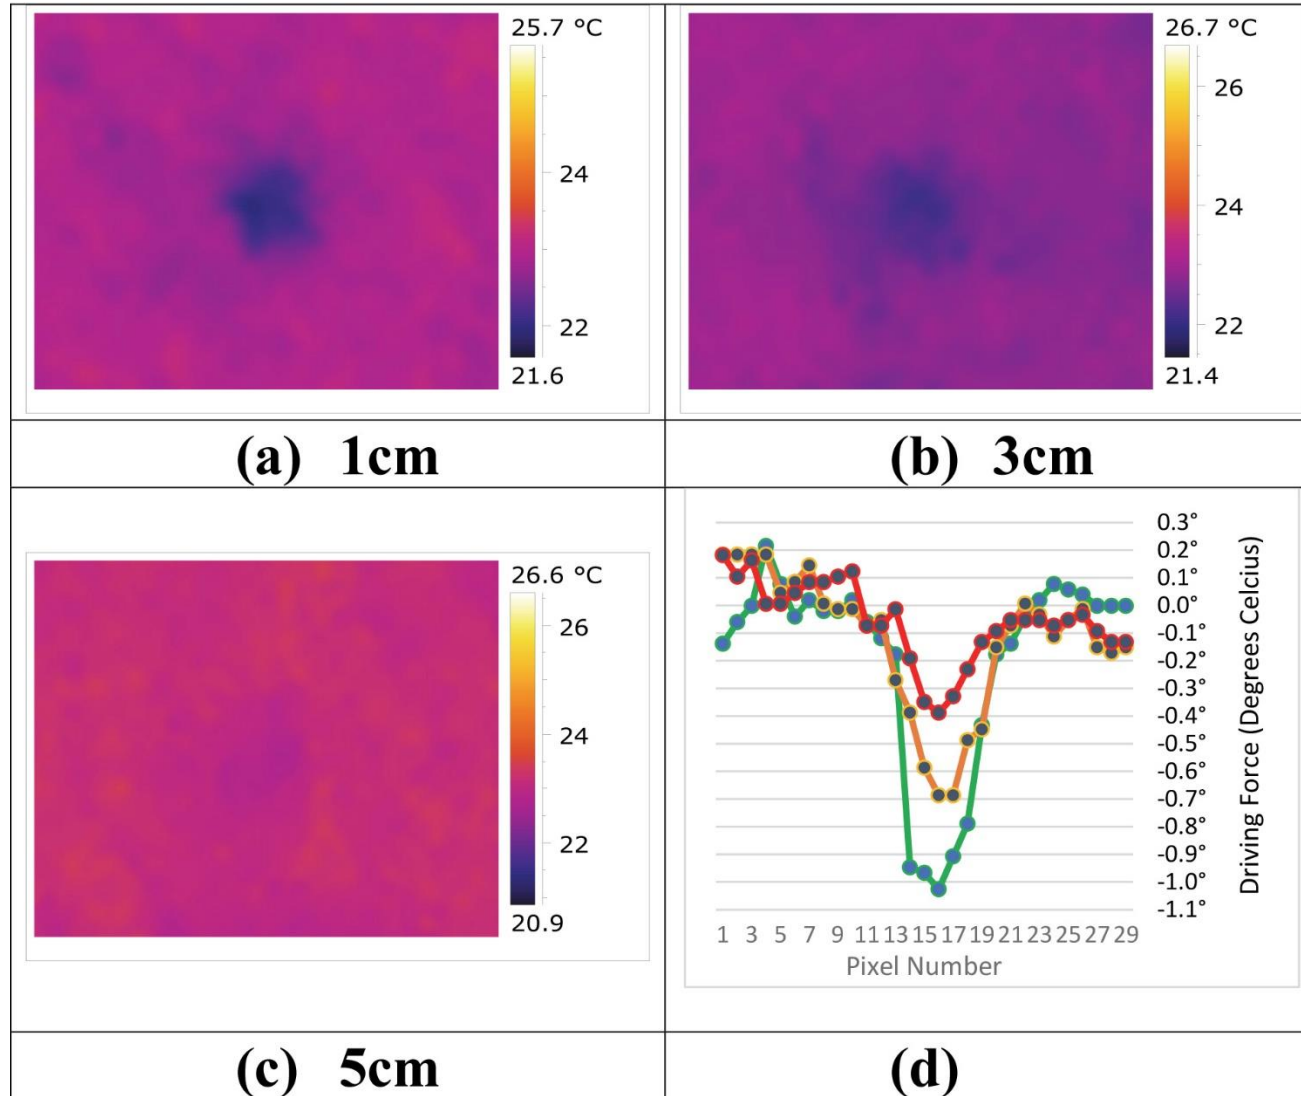 25.7 °C
24
22
21.6
26.7 °C
26
24
22
21.4
(a) 1cm
(b) 3cm
26.6 °C
26
24
22
20.9
0.3°
0.2°
0.1°
0.0°
-0.1°
-0.2°
-0.3°
-0.4°
-0.5°
-0.6°
-0.7°
-0.8°
-0.9°
-1.0°
-1.1°
Driving Force (Degrees Celcius)
1 3 5 7 9 11 13 15 17 19 21 23 25 27 29
Pixel Number
(c) 5cm
(d)